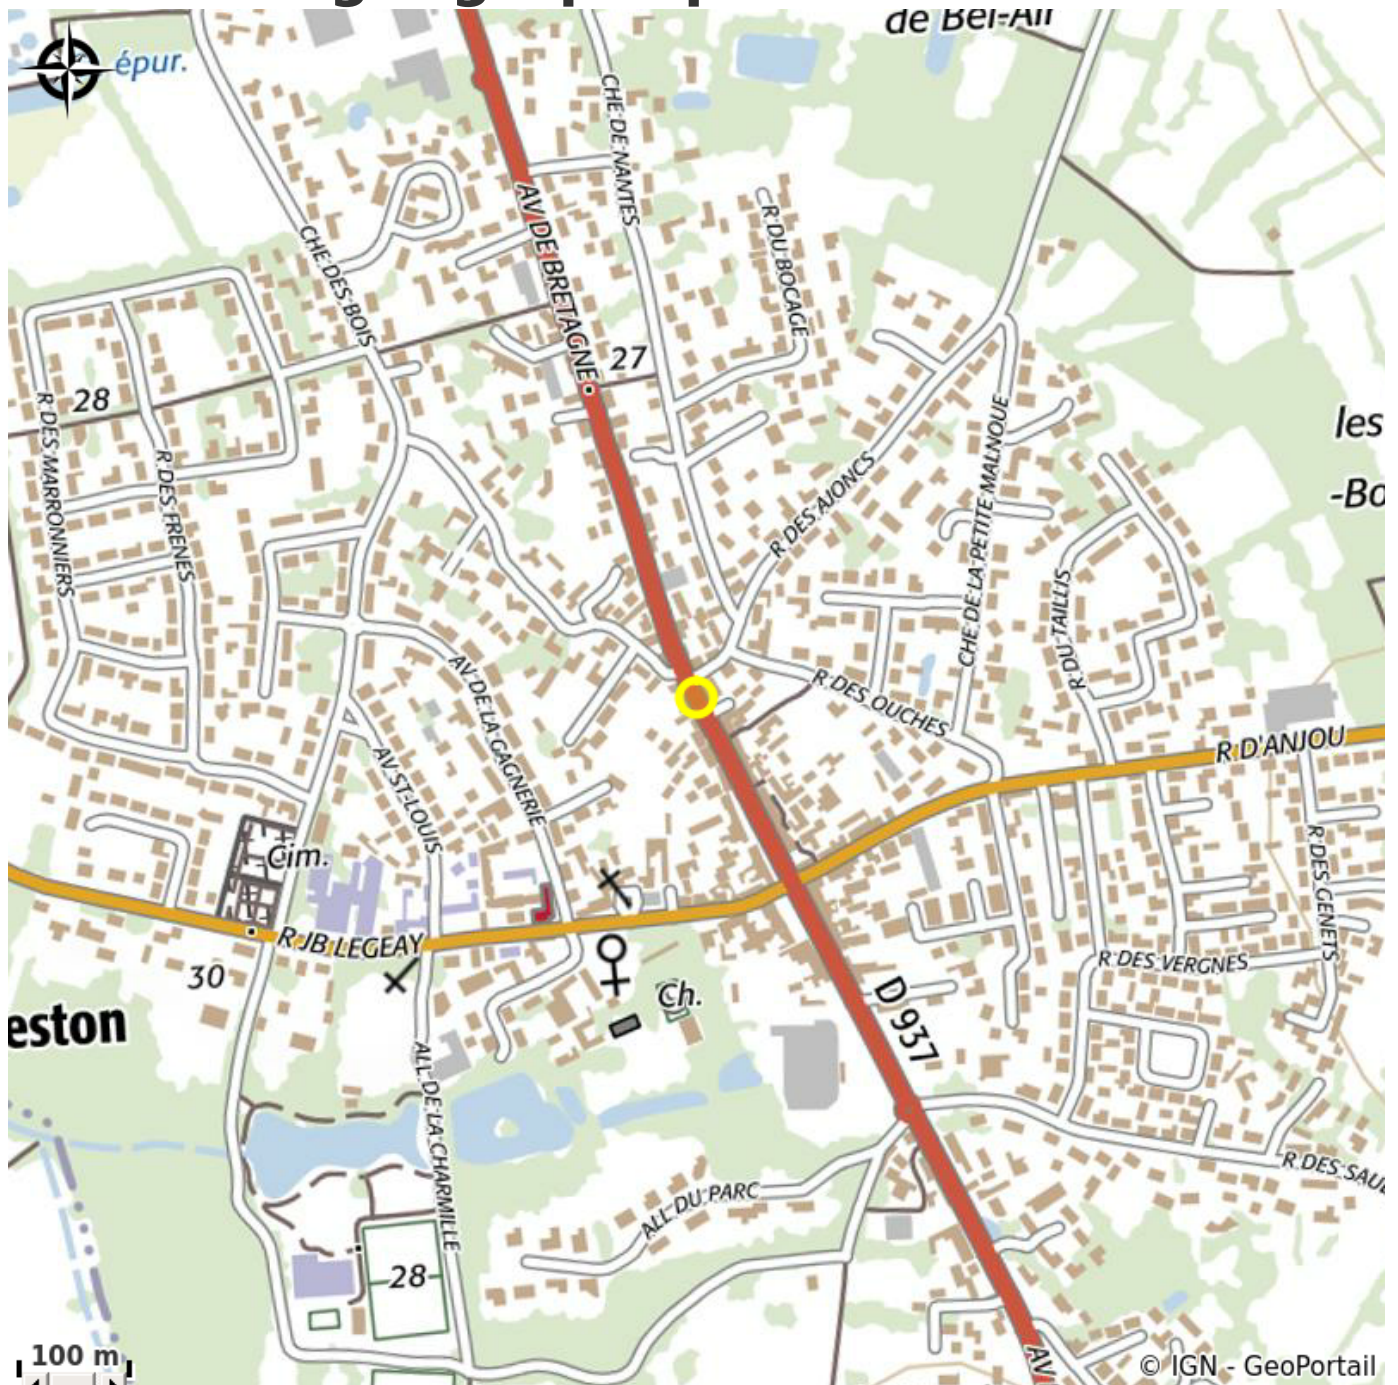 de Bel-Air
épur.
CHE DE NANTES
AV DE BRETAGNE
R DU BOCAGE
CHE DES BOIS
27
28
les
-Bo
R DES MARRONNIERS
R DES FRENES
R DES AJONCS
CHE DE LA PETITE MALNOUE
R DU TAILLIS
AV DE LA GAGNERIE
R DES OUCHES
R D'ANJOU
AV ST-LOUIS
Cim.
R DES GENETS
R JB LEGEAY
30
R DES VERGNES
Ch.
D 937
eston
ALL DE LA CHARMILLE
R DES SAUL
ALL DU PARC
28
100 m
AV
© IGN - GeoPortail